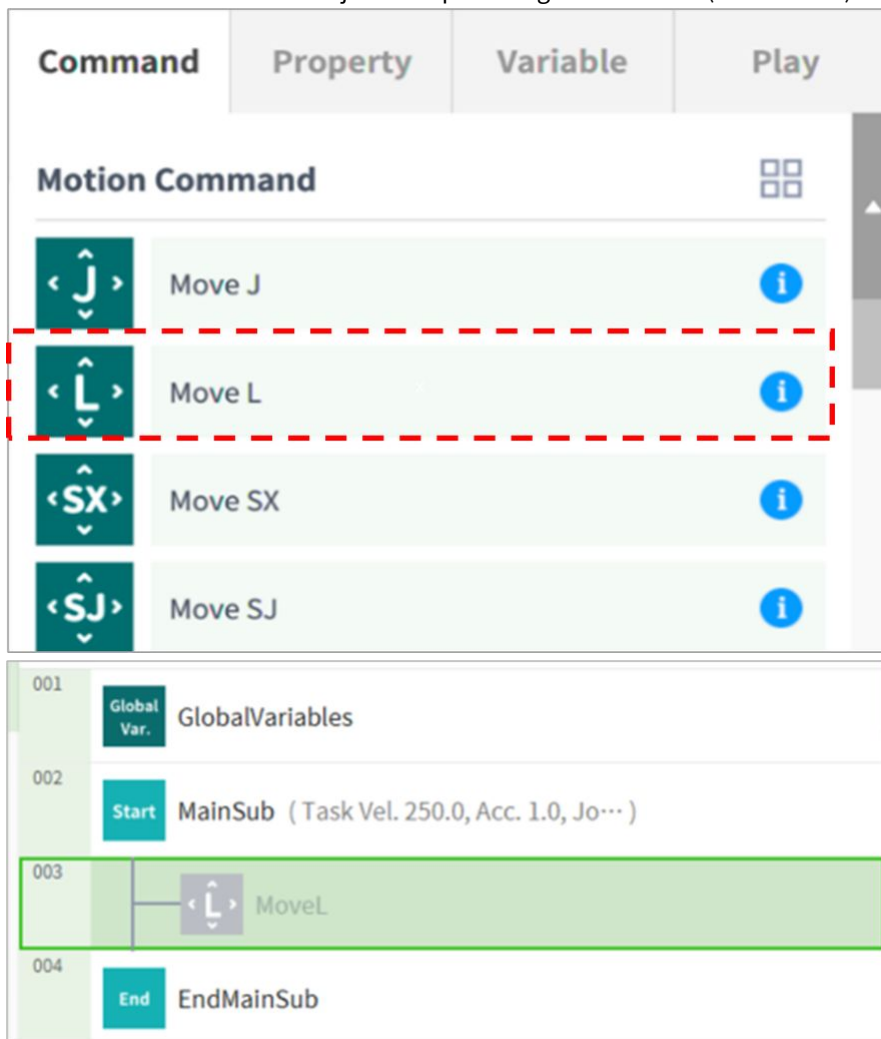 Command Property Variable Play
Motion Command
J Move J i
L Move L i
SX Move SX i
SJ Move SJ i
001
Global
Var.
GlobalVariables
002
Start MainSub ( Task Vel. 250.0, Acc. 1.0, Jo⋯ )
003
L MoveL
004
End EndMainSub